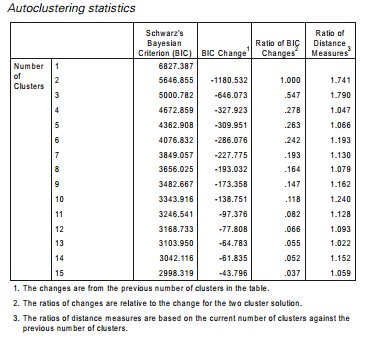 Autoclustering statistics
Schwarz's Bayesian Criterion (BIC) BIC Change1 Ratio of BIC Changes2 Ratio of Distance Measures3
Number of Clusters 1 6827.387
2 5646.855 -1180.532 1.000 1.741
3 5000.782 -646.073 .547 1.790
4 4672.859 -327.923 .278 1.047
5 4362.908 -309.951 .263 1.066
6 4076.832 -286.076 .242 1.193
7 3849.057 -227.775 .193 1.130
8 3656.025 -193.032 .164 1.079
9 3482.667 -173.358 .147 1.162
10 3343.916 -138.751 .118 1.240
11 3246.541 -97.376 .082 1.128
12 3168.733 -77.808 .066 1.093
13 3103.950 -64.783 .055 1.022
14 3042.116 -61.835 .052 1.152
15 2998.319 -43.796 .037 1.059
1. The changes are from the previous number of clusters in the table.
2. The ratios of changes are relative to the change for the two cluster solution.
3. The ratios of distance measures are based on the current number of clusters against the
previous number of clusters.